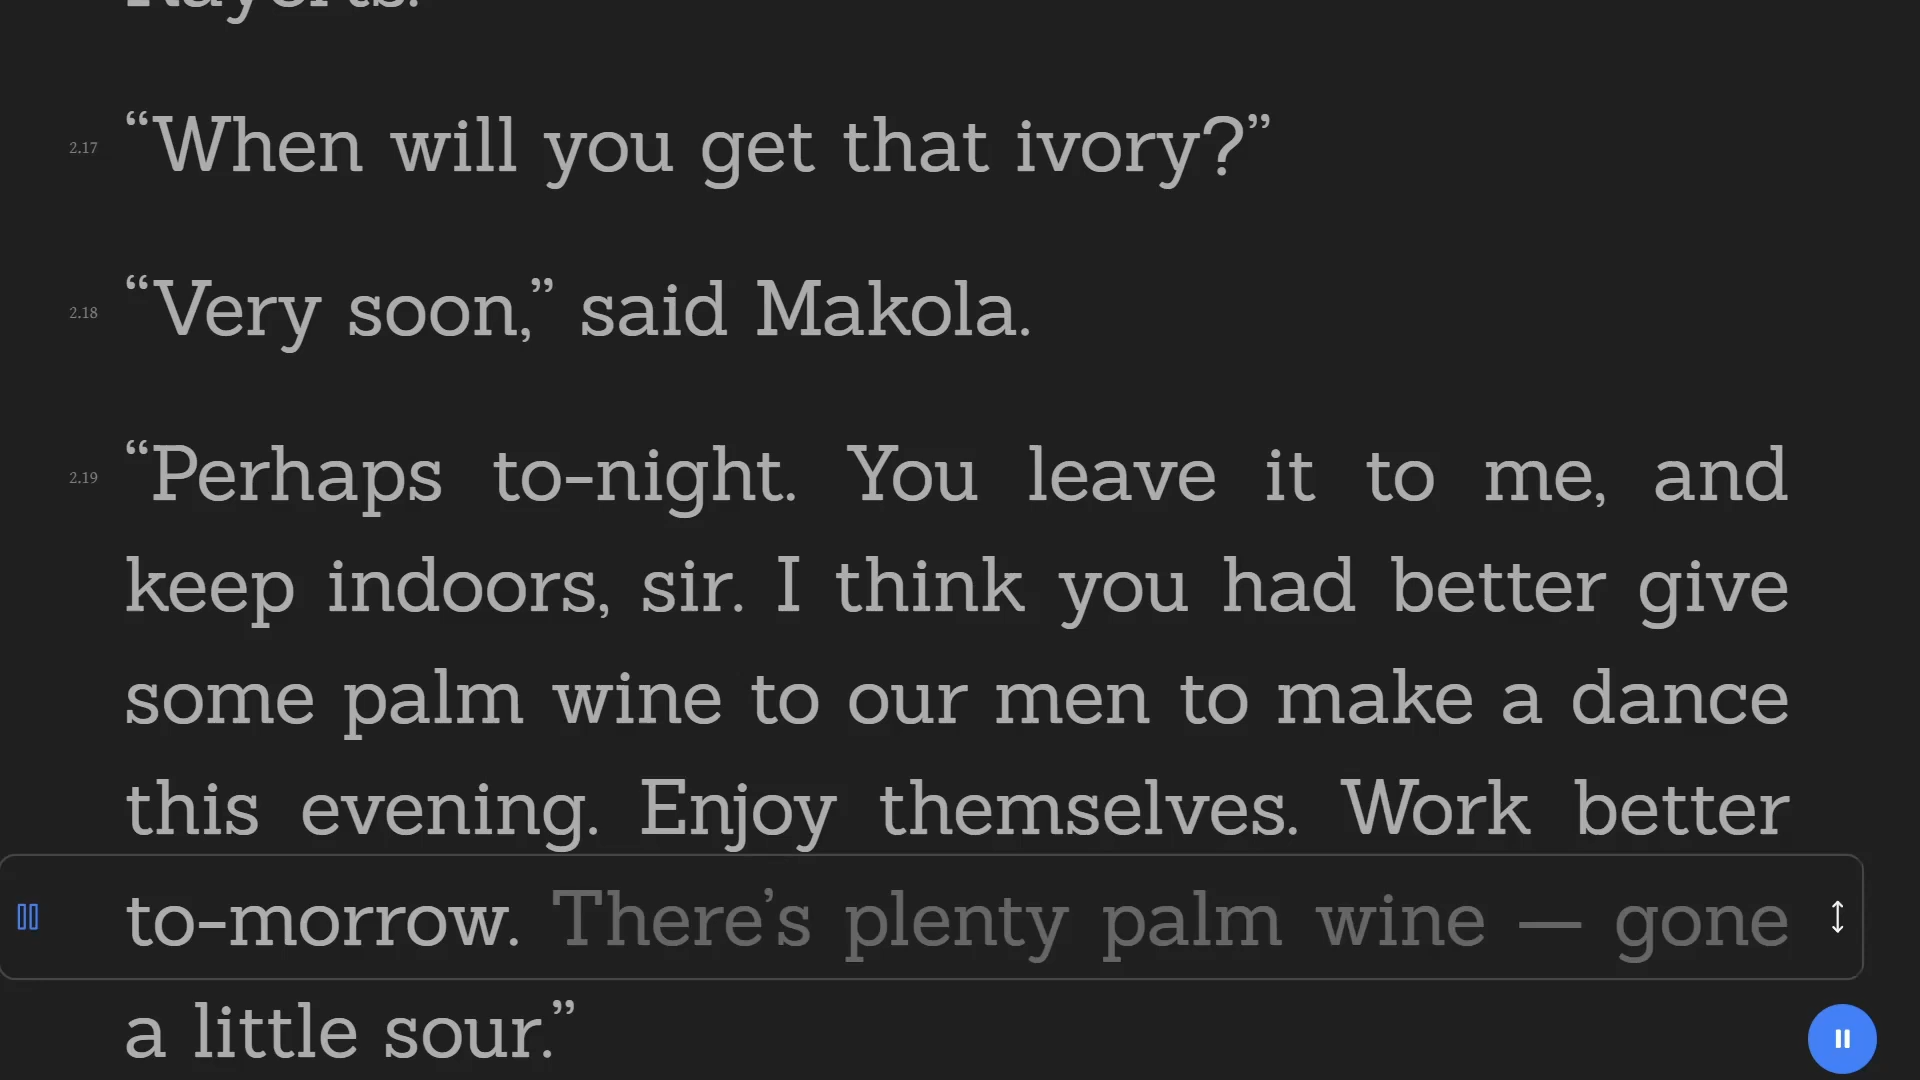 Kayerts.
2.17 “When will you get that ivory?”
2.18 “Very soon,” said Makola.
2.19 “Perhaps to-night. You leave it to me, and
keep indoors, sir. I think you had better give
some palm wine to our men to make a dance
this evening. Enjoy themselves. Work better
to-morrow. There’s plenty palm wine — gone
a little sour.”